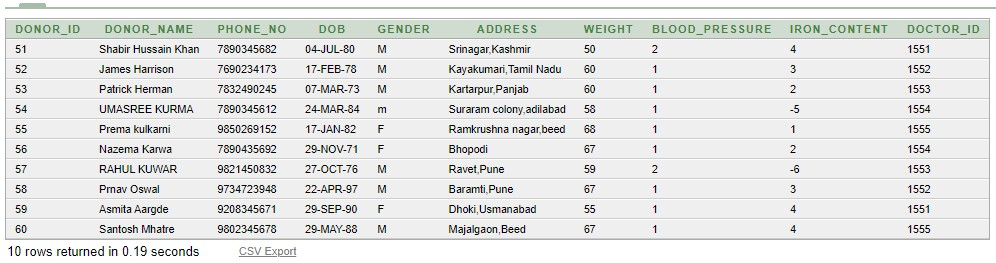 DONOR_ID DONOR_NAME PHONE_NO DOB GENDER ADDRESS WEIGHT BLOOD_PRESSURE IRON_CONTENT DOCTOR_ID
51 Shabir Hussain Khan 7890345682 04-JUL-80 M Srinagar,Kashmir 50 2 4 1551
52 James Harrison 7690234173 17-FEB-78 M Kayakumari,Tamil Nadu 60 1 3 1552
53 Patrick Herman 7832490245 07-MAR-73 M Kartarpur,Panjab 60 1 2 1553
54 UMASREE KURMA 7890345612 24-MAR-84 m Suraram colony,adilabad 58 1 -5 1554
55 Prema kulkarni 9850269152 17-JAN-82 F Ramkrushna nagar,beed 68 1 1 1555
56 Nazema Karwa 7890435692 29-NOV-71 F Bhopodi 67 1 2 1554
57 RAHUL KUWAR 9821450832 27-OCT-76 M Ravet,Pune 59 2 -6 1553
58 Prnav Oswal 9734723948 22-APR-97 M Baramti,Pune 67 1 3 1552
59 Asmita Aargde 9208345671 29-SEP-90 F Dhoki,Usmanabad 55 1 4 1551
60 Santosh Mhatre 9802345678 29-MAY-88 M Majalgaon,Beed 67 1 4 1555
10 rows returned in 0.19 seconds CSV Export